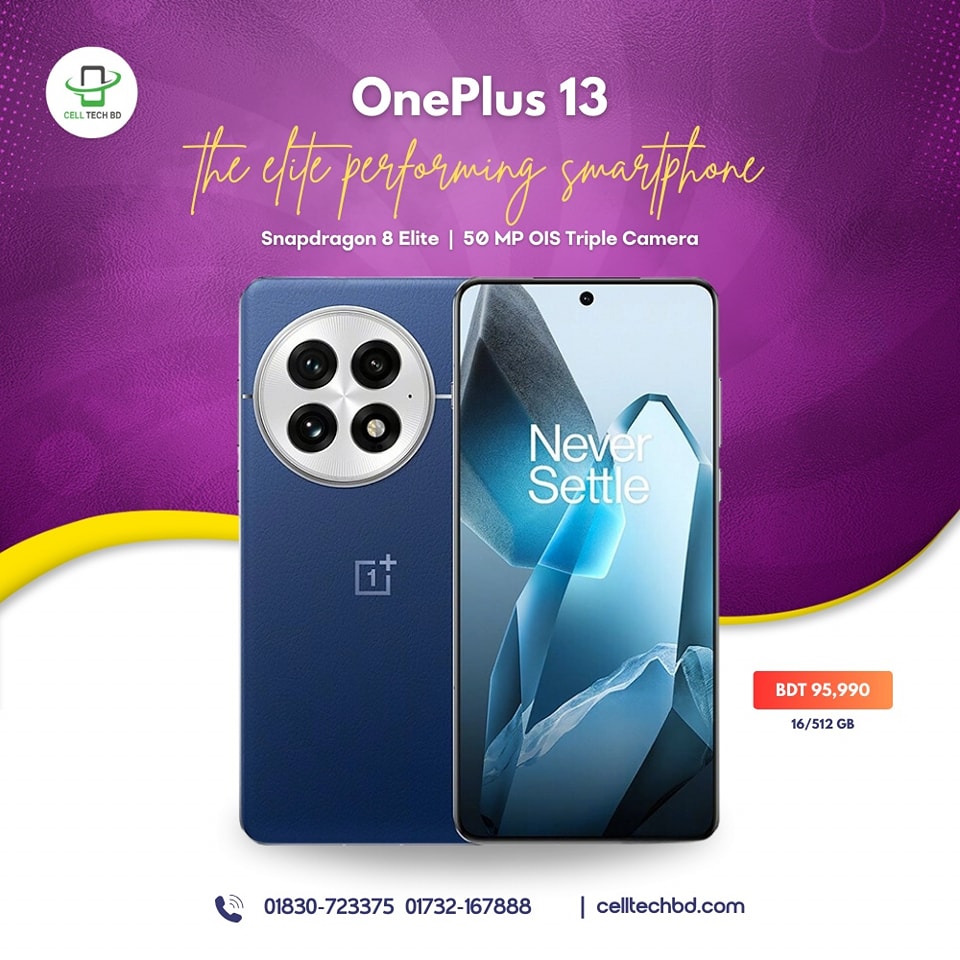 CELL TECH BD
OnePlus 13
the elite performing smartphone
Snapdragon 8 Elite | 50 MP OIS Triple Camera
Never
Settle
1+
BDT 95,990
16/512 GB
01830-723375 01732-167888 | celltechbd.com